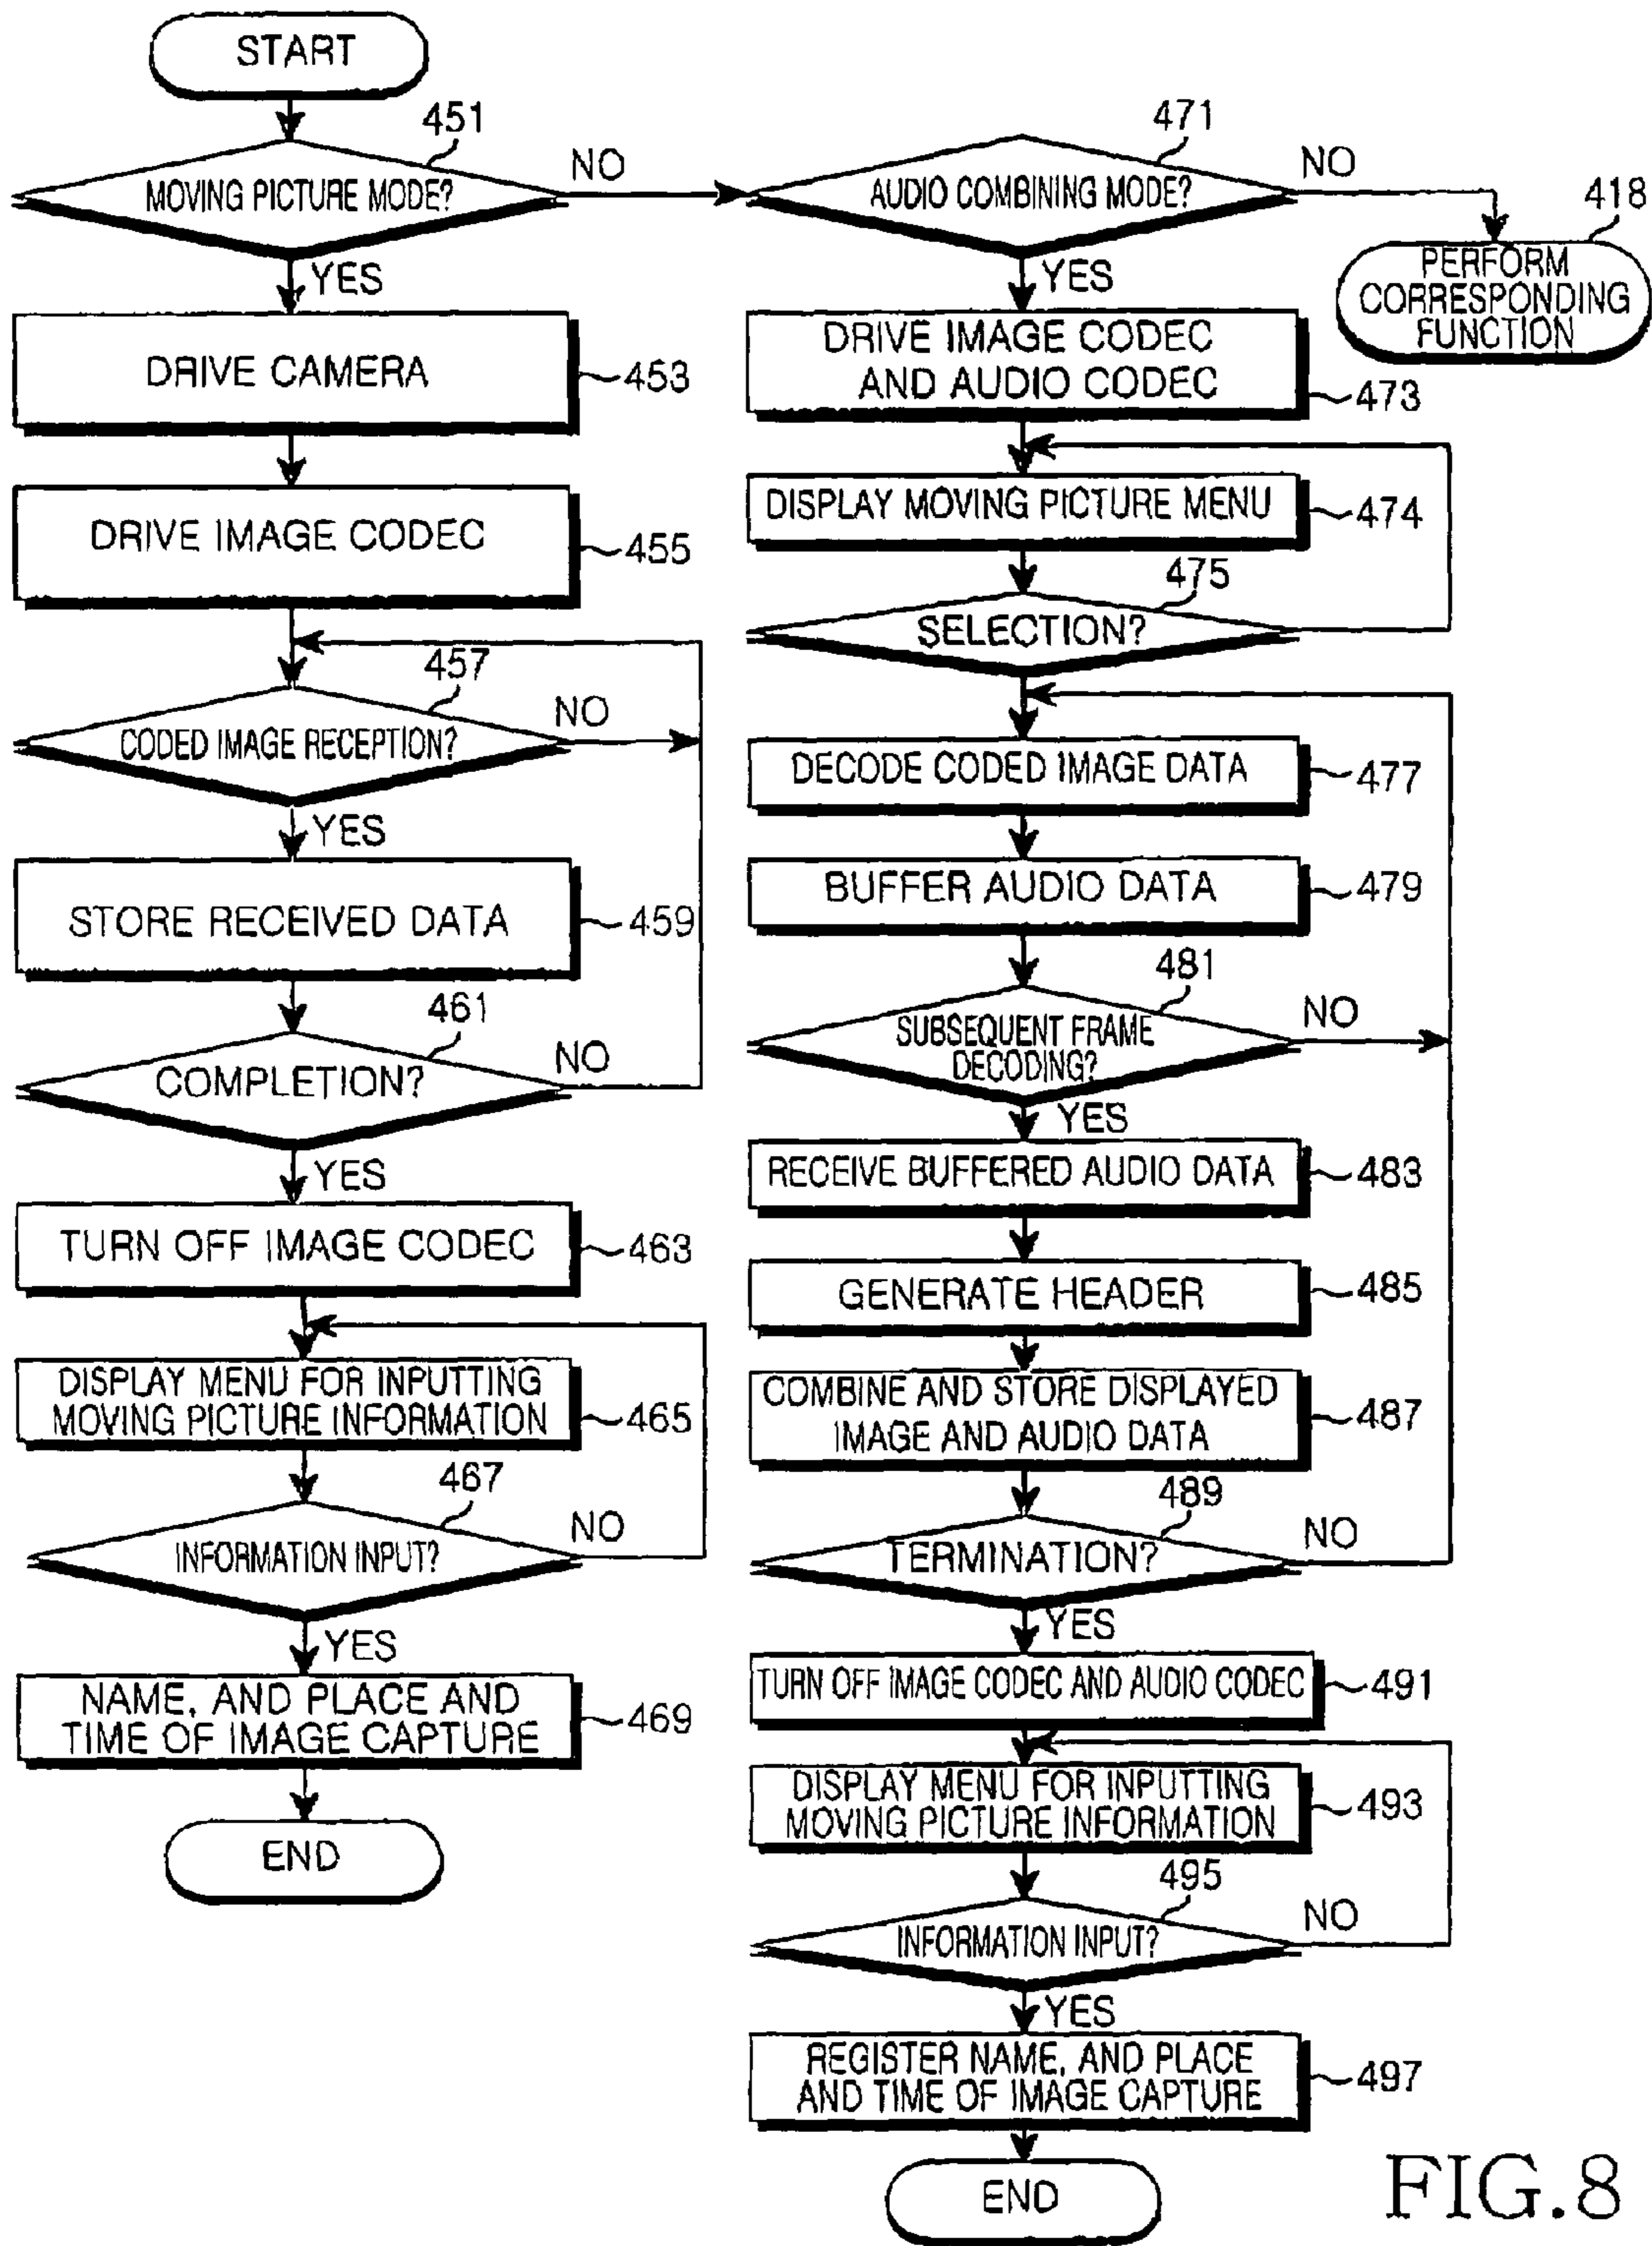 START
451
MOVING PICTURE MODE?
NO
YES
DRIVE CAMERA
453
DRIVE IMAGE CODEC
455
457
CODED IMAGE RECEPTION?
NO
YES
STORE RECEIVED DATA
459
461
COMPLETION?
NO
YES
TURN OFF IMAGE CODEC
463
DISPLAY MENU FOR INPUTTING
MOVING PICTURE INFORMATION
465
467
INFORMATION INPUT?
NO
YES
NAME, AND PLACE AND
TIME OF IMAGE CAPTURE
469
END
471
AUDIO COMBINING MODE?
NO
418
PERFORM
CORRESPONDING
FUNCTION
YES
DRIVE IMAGE CODEC
AND AUDIO CODEC
473
DISPLAY MOVING PICTURE MENU
474
475
SELECTION?
DECODE CODED IMAGE DATA
477
BUFFER AUDIO DATA
479
481
SUBSEQUENT FRAME
DECODING?
NO
YES
RECEIVE BUFFERED AUDIO DATA
483
GENERATE HEADER
485
COMBINE AND STORE DISPLAYED
IMAGE AND AUDIO DATA
487
489
TERMINATION?
NO
YES
TURN OFF IMAGE CODEC AND AUDIO CODEC
491
DISPLAY MENU FOR INPUTTING
MOVING PICTURE INFORMATION
493
495
INFORMATION INPUT?
NO
YES
REGISTER NAME, AND PLACE
AND TIME OF IMAGE CAPTURE
497
END
FIG.8